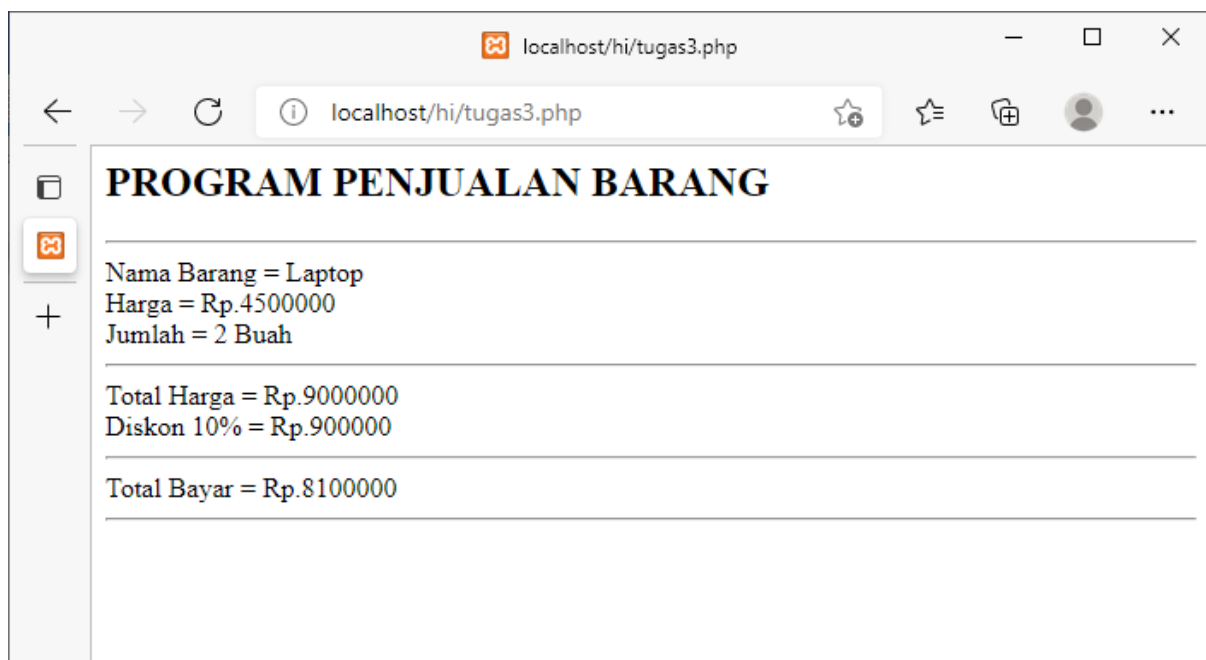 localhost/hi/tugas3.php
localhost/hi/tugas3.php
PROGRAM PENJUALAN BARANG
Nama Barang = Laptop
Harga = Rp.4500000
Jumlah = 2 Buah
Total Harga = Rp.9000000
Diskon 10% = Rp.900000
Total Bayar = Rp.8100000